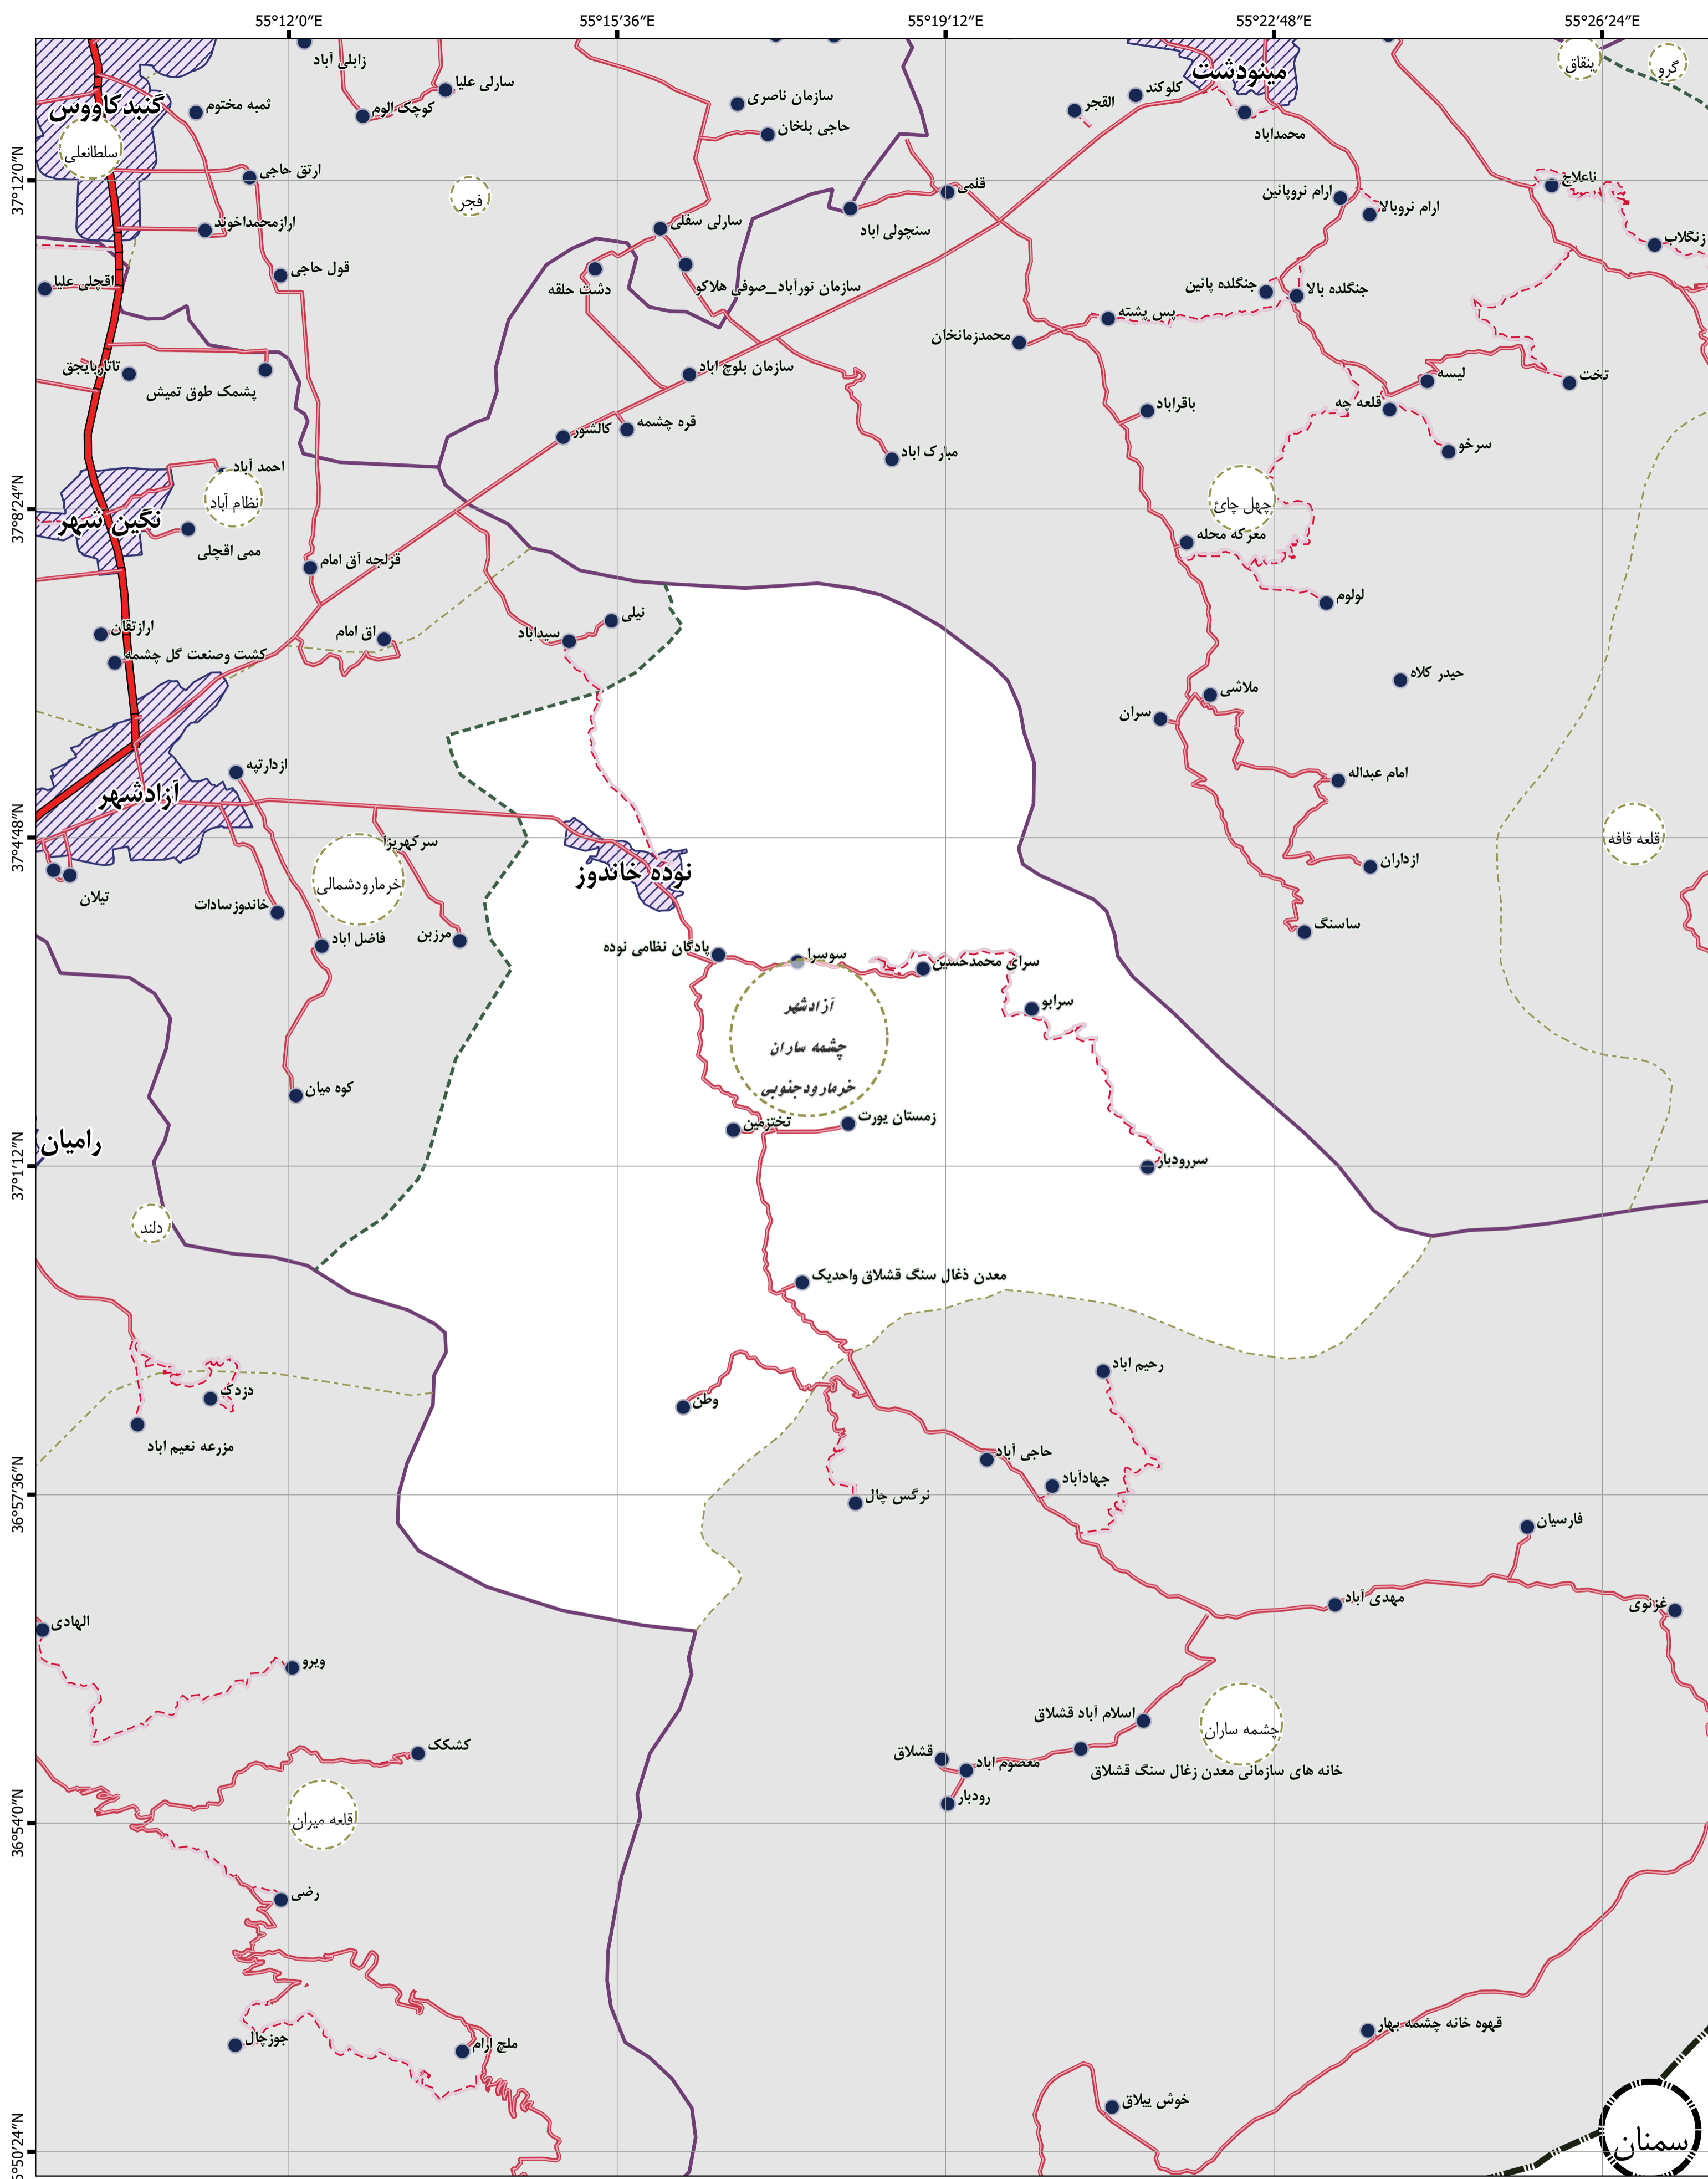 55°12′0″E
55°15′36″E
55°19′12″E
55°22′48″E
55°26′24″E
زابلی آباد
سارلی علیا
کوچک الوم
ثمبه مختوم
گنبدکاووس
سلطانعلی
سازمان ناصری
حاجی بلخان
القجر
کلوکند
مینودشت
محمداباد
ینقاق
گرو
37°12′0″N
ارتق حاجی
فجر
قلمی
ارام نروپائین
ارام نروبالا
ناعلاج
ارازمحمداخوند
سارلی سفلی
سنچولی اباد
زنگلاب
اقچلی علیا
قول حاجی
دشت حلقه
سازمان نورآباد_صوفی هلاکو
جنگلده پائین
جنگلده بالا
پس پشته
محمدزمانخان
تاتاربایجق
پشمک طوق تمیش
سازمان بلوچ اباد
لیسه
تخت
قلعه چه
باقراباد
قره چشمه
کالشور
سرخو
مبارک اباد
احمد آباد
نظام آباد
چهل چائ
37°8′24″N
نگین شهر
ممی اقچلی
معرکه محله
قزلجه آق امام
لولوم
نیلی
ارازتقان
اق امام
سیداباد
کشت وصنعت گل چشمه
حیدر کلاه
ملاشی
سران
ازدارتپه
امام عبداله
آزادشهر
37°4′48″N
سرکهریزا
قلعه قافه
نوده خاندوز
ازداران
تیلان
خرمارودشمالی
خاندوزسادات
ساسنگ
فاضل اباد
مرزبن
پادگان نظامی نوده
سوسرا
سرای محمدحسین
آزادشهر
سرابو
چشمه ساران
خرمارودجنوبی
کوه میان
تختزمین
زمستان یورت
رامیان
37°1′12″N
سررودبار
دلند
معدن ذغال سنگ قشلاق واحدیک
رحیم اباد
دزدک
وطن
مزرعه نعیم اباد
حاجی آباد
جهادآباد
36°57′36″N
نرگس چال
فارسیان
مهدی آباد
غزنوی
الهادی
ویرو
اسلام آباد قشلاق
چشمه ساران
کشکک
قشلاق
معصوم اباد
خانه های سازمانی معدن زغال سنگ قشلاق
رودبار
36°54′0″N
قلعه میران
رضی
قهوه خانه چشمه بهار
جوزچال
ملچ آرام
خوش ییلاق
سمنان
6°50′24″N